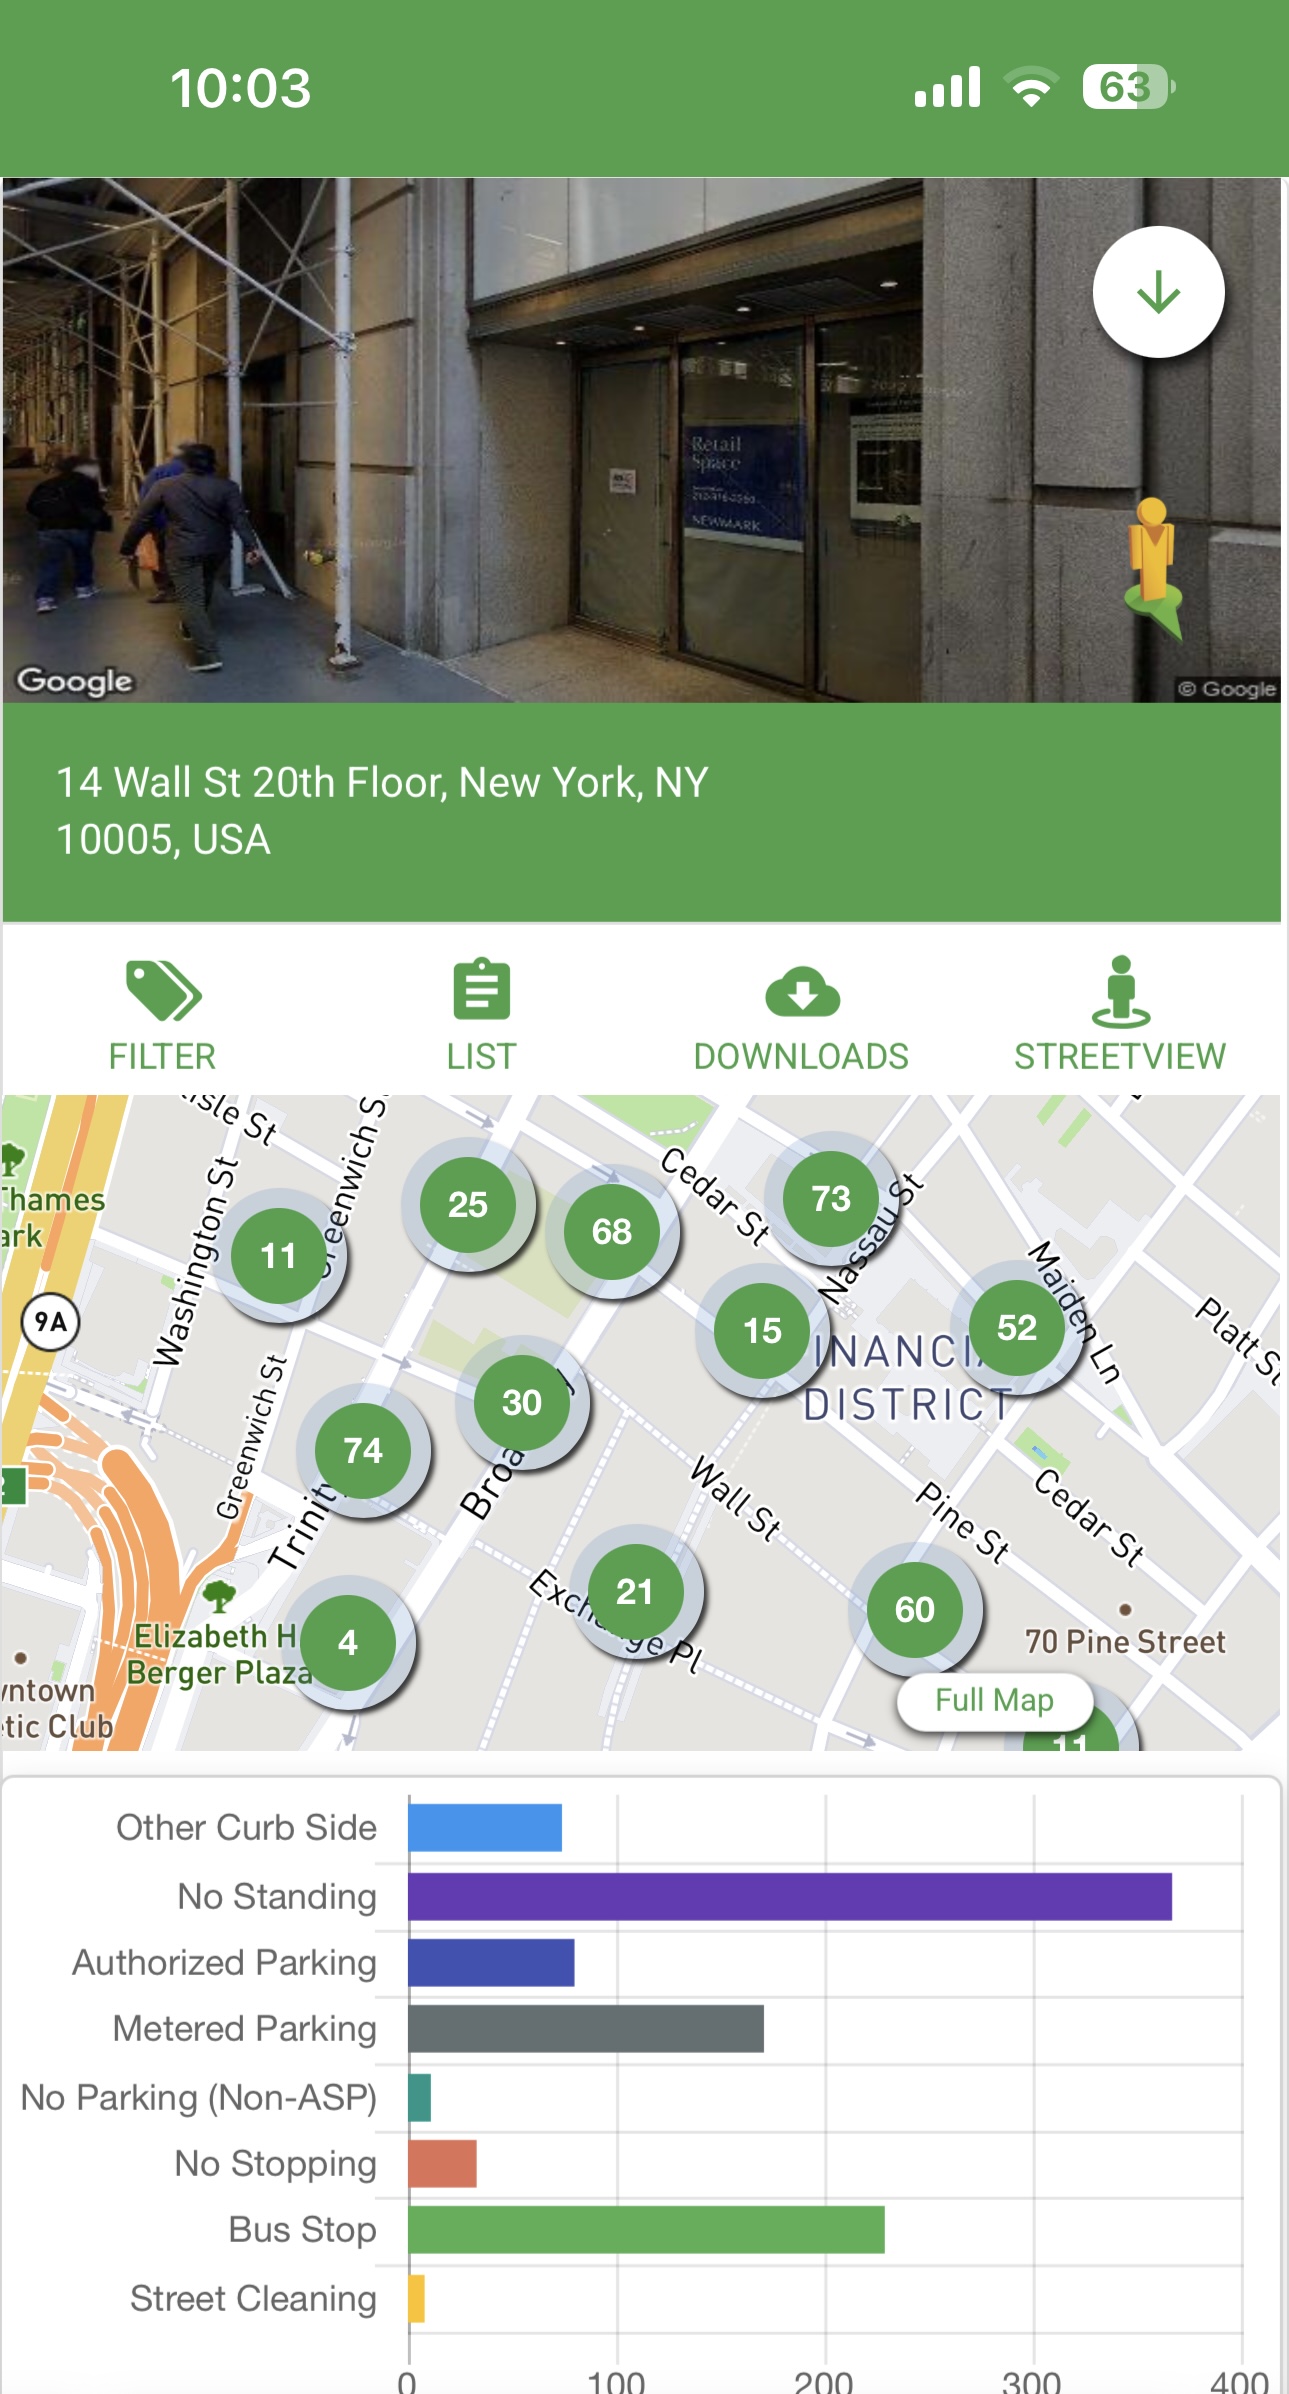 10:03
63
Retail
Space
NEWMARK
Google
© Google
14 Wall St 20th Floor, New York, NY
10005, USA
FILTER
LIST
DOWNLOADS
STREETVIEW
isle St
Greenwich S
Cedar St
25
68
73
Nassau St
Thames
ark
Washington St
11
Maiden Ln
9A
15
52
Platt St
INANCI
DISTRICT
30
74
Greenwich St
Trinity
Broa
Wall St
Pine St
Cedar St
Exchange Pl
21
60
Elizabeth H
Berger Plaza
4
70 Pine Street
Full Map
wntown
etic Club
11
Other Curb Side
No Standing
Authorized Parking
Metered Parking
No Parking (Non-ASP)
No Stopping
Bus Stop
Street Cleaning
0 100 200 300 400